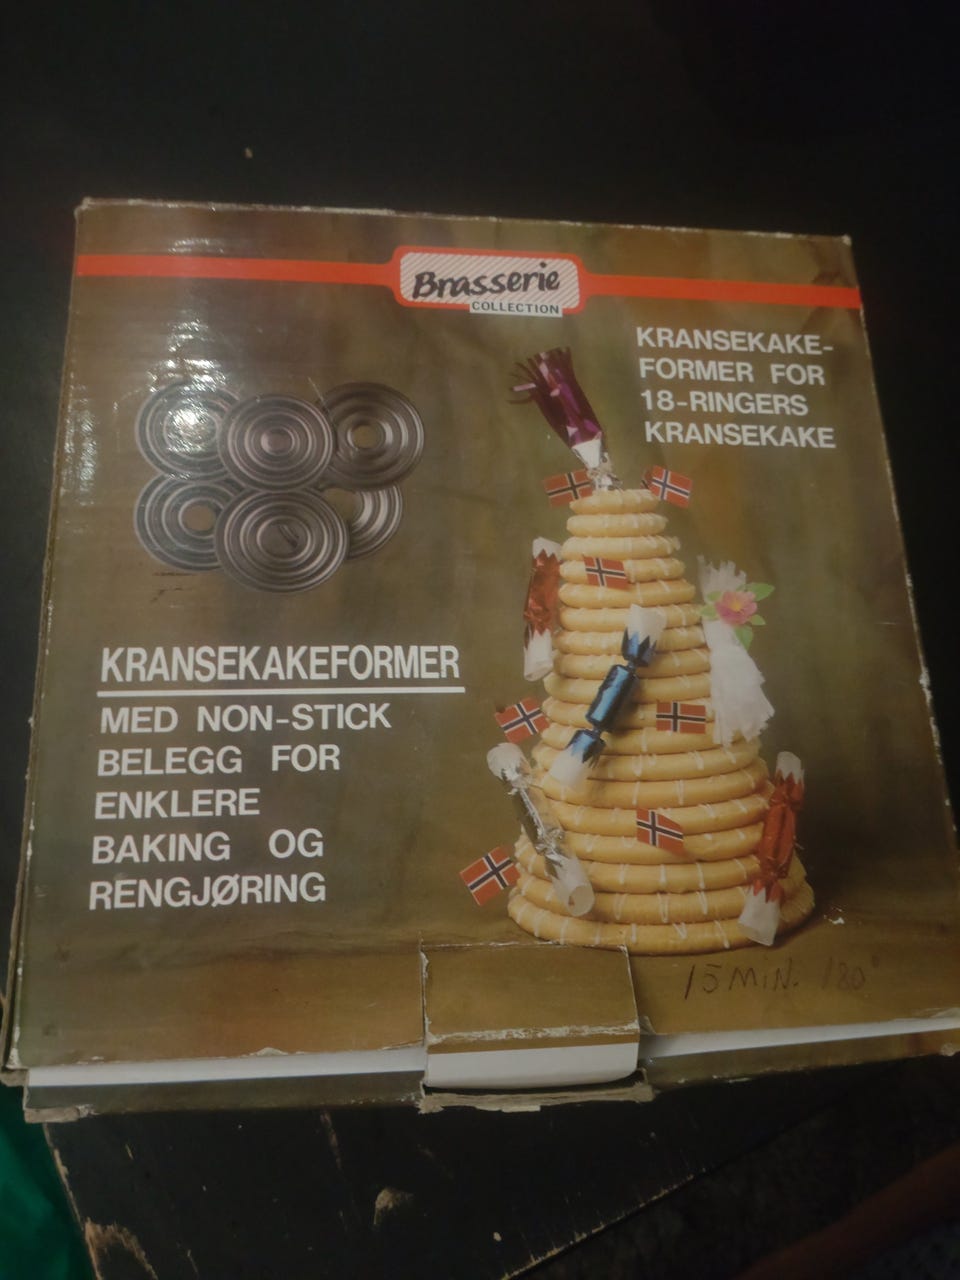 Brasserie
COLLECTION
KRANSEKAKE-
FORMER FOR
18-RINGERS
KRANSEKAKE
KRANSEKAKEFORMER
MED NON-STICK
BELEGG FOR
ENKLERE
BAKING OG
RENGJØRING
15 MIN. 180°